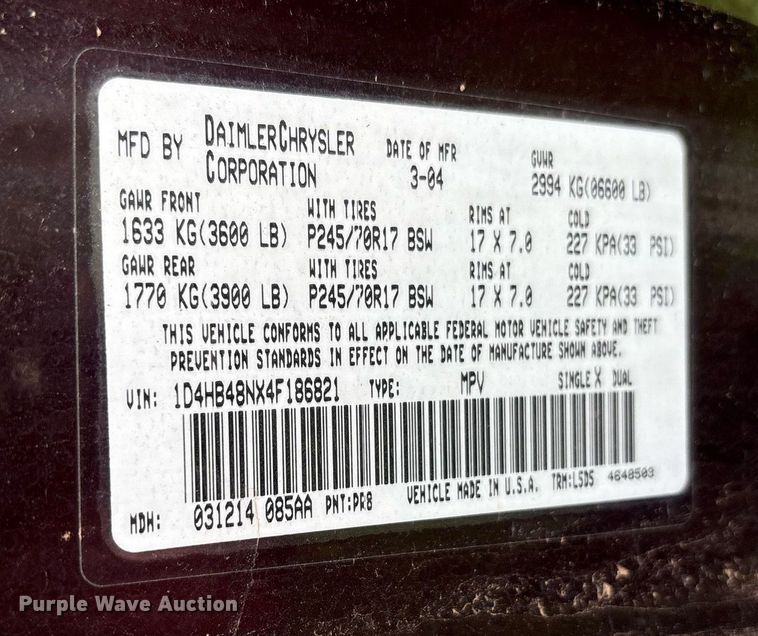 MFD BY DAIMLERCHRYSLER CORPORATION DATE OF MFR 3-04 GVWR 2994 KG(06600 LB)
GAWR FRONT WITH TIRES RIMS AT COLD
1633 KG(3600 LB) P245/70R17 BSW 17 X 7.0 227 KPA(33 PSI)
GAWR REAR WITH TIRES RIMS AT COLD
1770 KG(3900 LB) P245/70R17 BSW 17 X 7.0 227 KPA(33 PSI)
THIS VEHICLE CONFORMS TO ALL APPLICABLE FEDERAL MOTOR VEHICLE SAFETY AND THEFT
PREVENTION STANDARDS IN EFFECT ON THE DATE OF MANUFACTURE SHOWN ABOVE.
VIN: 1D4HB48NX4F186821 TYPE: MPV SINGLE X DUAL
MDH: 031214 085AA PNT:PR8 VEHICLE MADE IN U.S.A. TRM:L5D5 4648503
Purple Wave Auction